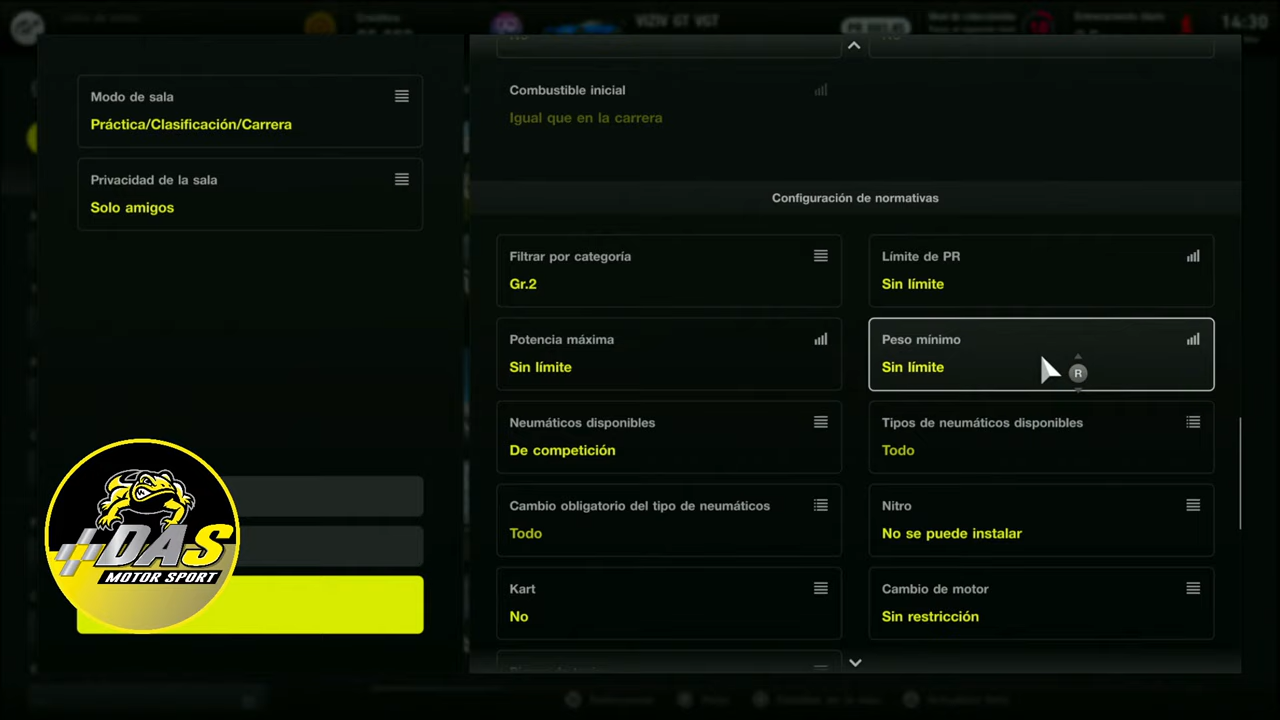 VIZIV GT VGT
14:30
Modo de sala
Práctica/Clasificación/Carrera
Privacidad de la sala
Solo amigos
Combustible inicial
Igual que en la carrera
Configuración de normativas
Filtrar por categoría
Gr.2
Límite de PR
Sin límite
Potencia máxima
Sin límite
Peso mínimo
Sin límite
R
Neumáticos disponibles
De competición
Tipos de neumáticos disponibles
Todo
Cambio obligatorio del tipo de neumáticos
Todo
Nitro
No se puede instalar
Kart
No
Cambio de motor
Sin restricción
DAS
MOTOR SPORT